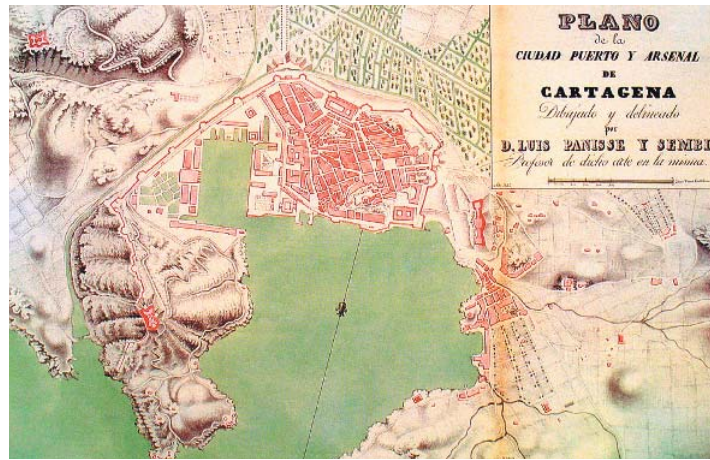 PLANO
de la
CIUDAD PUERTO Y ARSENAL
DE
CARTAGENA
Dibujado y delineado
por
D. LUIS PANISSE Y SEMBI
Profesor de dicho arte en la misma.